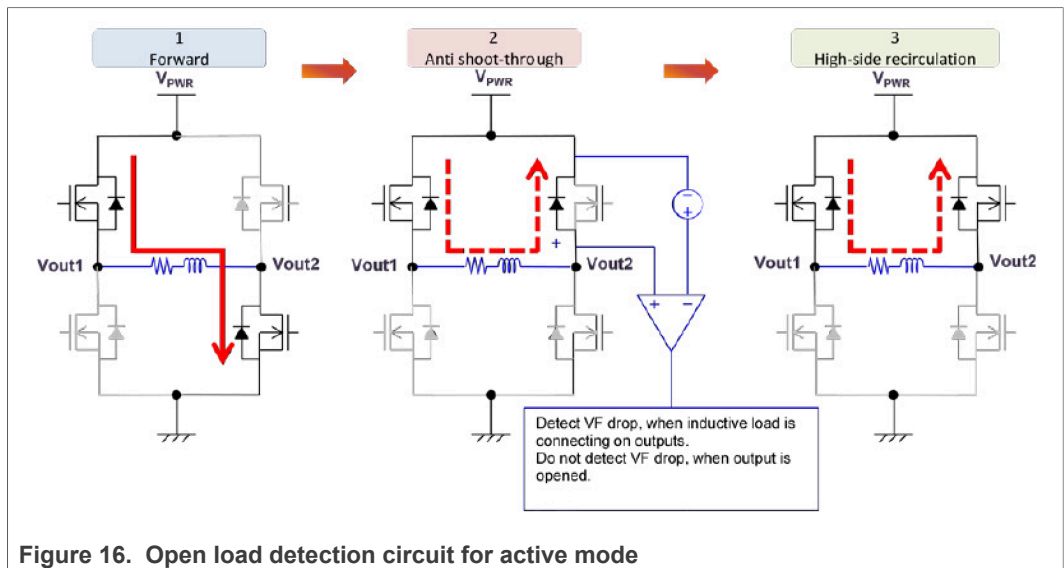 1
Forward
2
Anti shoot-through
3
High-side recirculation
VPWR
VPWR
VPWR
Vout1
Vout2
Vout1
Vout2
Vout1
Vout2
−
+
+
+
−
Detect VF drop, when inductive load is
connecting on outputs.
Do not detect VF drop, when output is
opened.
Figure 16. Open load detection circuit for active mode